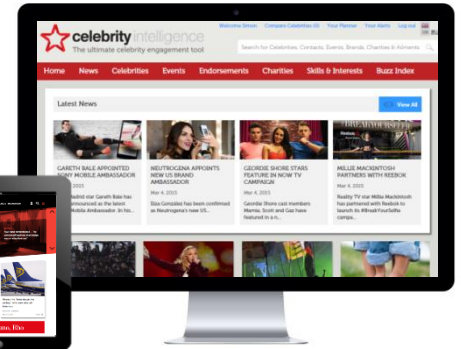 Welcome Simon Compare Celebrities (0) Your Planner Your Alerts Log out
celebrity intelligence
The ultimate celebrity engagement tool
Search for Celebrities, Contacts, Events, Brands, Charities & Ailments
Home News Celebrities Events Endorsements Charities Skills & Interests Buzz Index
Latest News
View All
GARETH BALE APPOINTED
SONY MOBILE AMBASSADOR
2015
Madrid star Gareth Bale has
announced as the latest
Mobile Ambassador. In his...
NEUTROGENA APPOINTS
NEW US BRAND
AMBASSADOR
Mar 4, 2015
Eiza Gonzalez has been confirmed
as Neutrogena's new US...
GEORDIE SHORE STARS
FEATURE IN NOW TV
CAMPAIGN
Mar 4, 2015
Geordie Shore cast members
Marnie, Scott and Gaz have
featured in a n...
MILLIE MACKINTOSH
PARTNERS WITH REEBOK
Mar 4, 2015
Reality TV star Millie Mackintosh
has partnered with Reebok to
launch its #BreakYourSelfie
campa...